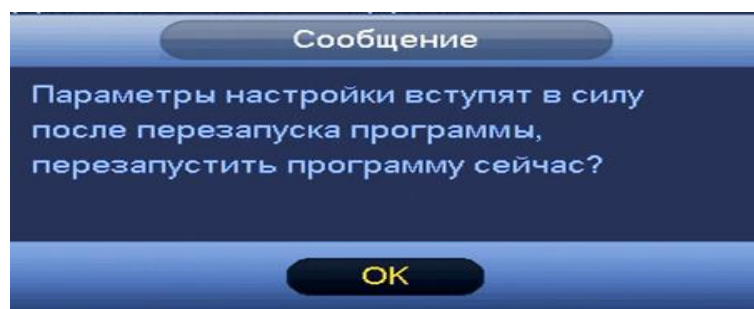 Сообщение
Параметры настройки вступят в силу
после перезапуска программы,
перезапустить программу сейчас?
OK